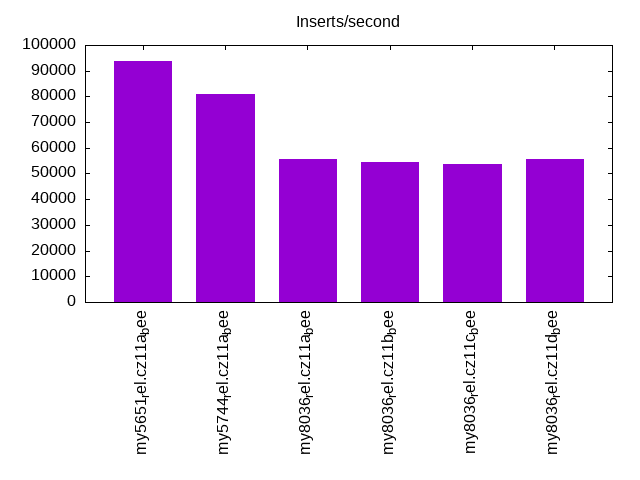 Inserts/second
100000
90000
80000
70000
60000
50000
40000
30000
20000
10000
0
my5651rel.cz11abee
my5744rel.cz11abee
my8036rel.cz11abee
my8036rel.cz11bbee
my8036rel.cz11cbee
my8036rel.cz11dbee